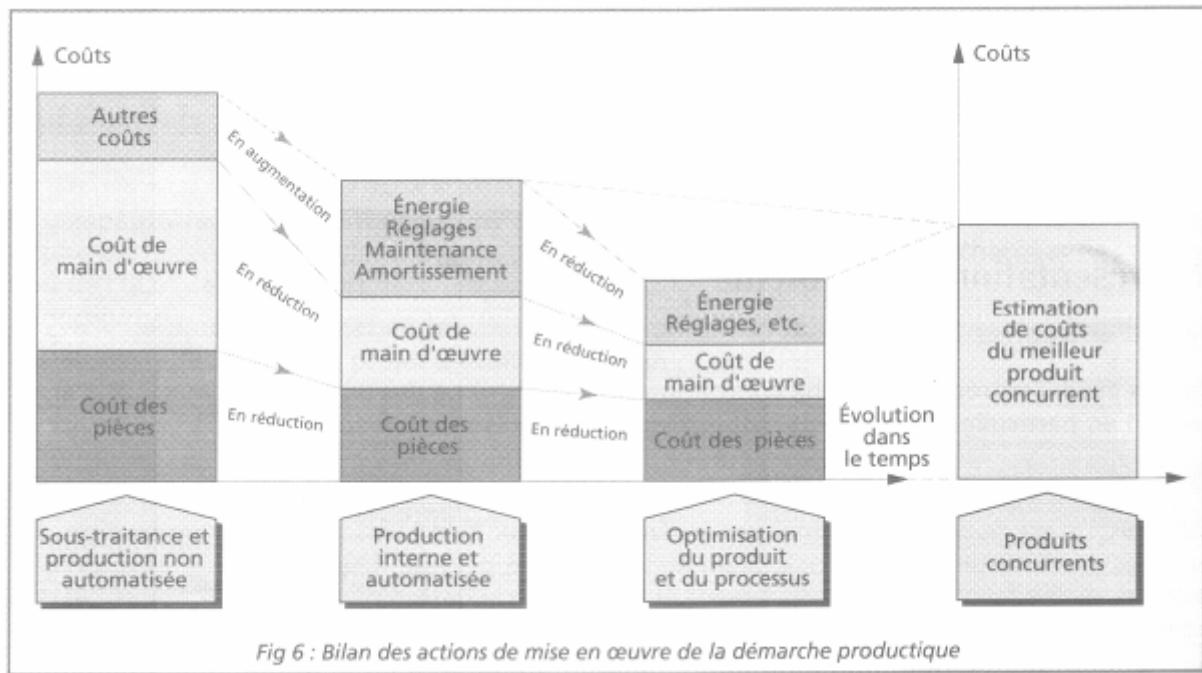 Coûts
Coûts
Autres
coûts
Coût de
main d'œuvre
Coût des
pièces
En augmentation
En réduction
En réduction
Énergie
Réglages
Maintenance
Amortissement
Coût de
main d'œuvre
Coût des
pièces
En réduction
En réduction
En réduction
Énergie
Réglages, etc.
Coût de
main d'œuvre
Coût des pièces
Évolution
dans
le temps
Estimation
de coûts
du meilleur
produit
concurrent
Sous-traitance et
production non
automatisée
Production
interne et
automatisée
Optimisation
du produit
et du processus
Produits
concurrents
Fig 6 : Bilan des actions de mise en œuvre de la démarche productique